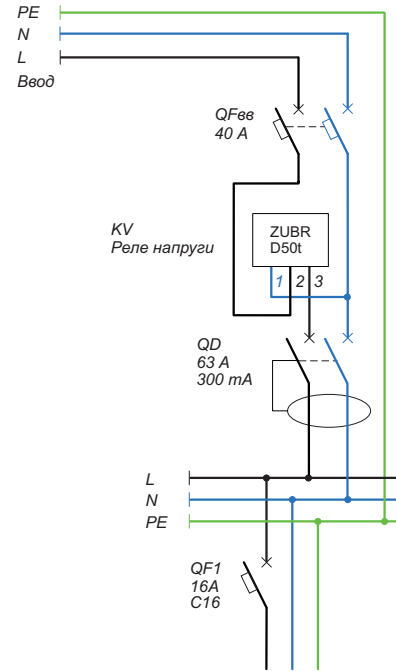 PE
N
L
Ввод
QFвв
40 A
KV
Реле напруги
ZUBR
D50t
1 2 3
QD
63 A
300 mA
L
N
PE
QF1
16A
C16